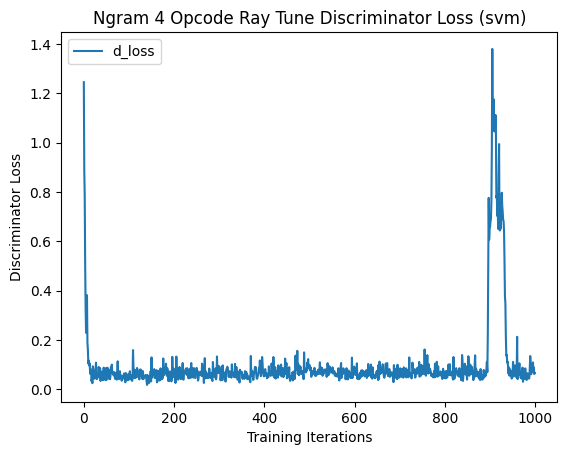 Ngram 4 Opcode Ray Tune Discriminator Loss (svm)
d_loss
Discriminator Loss
1.4
1.2
1.0
0.8
0.6
0.4
0.2
0.0
0 200 400 600 800 1000
Training Iterations